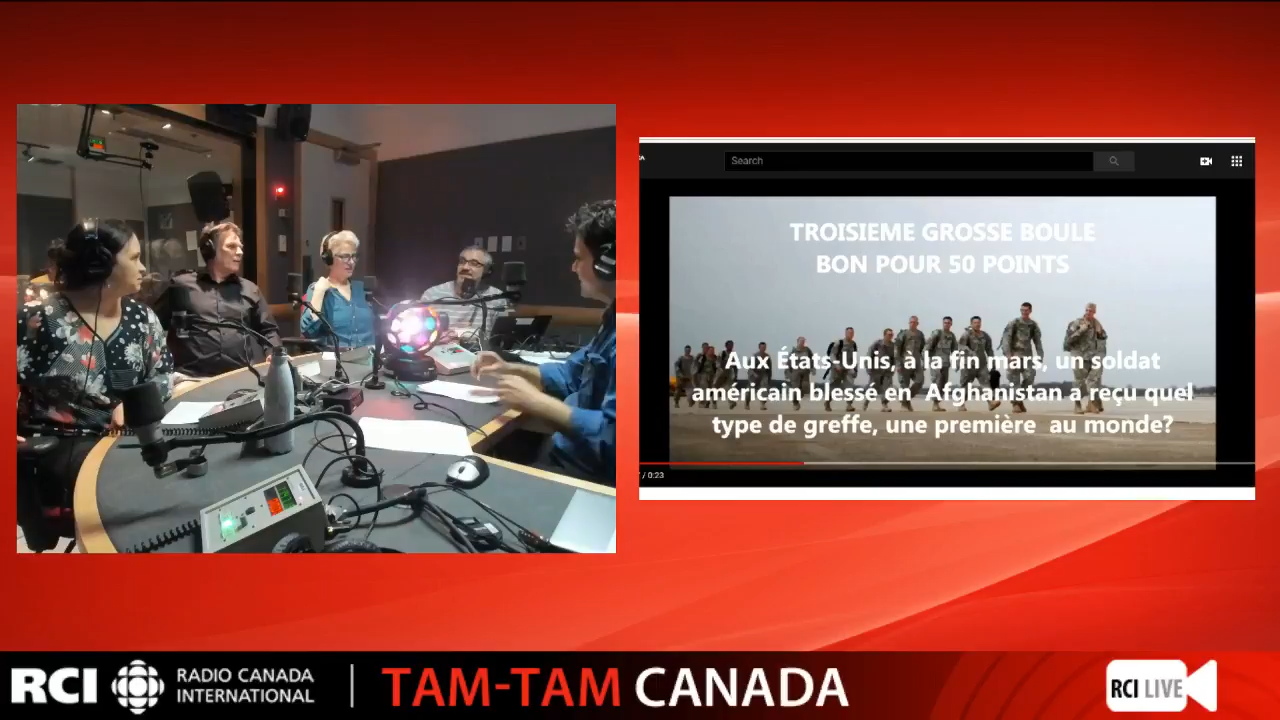 Search
TROISIEME GROSSE BOULE
BON POUR 50 POINTS
Aux États-Unis, à la fin mars, un soldat
américain blessé en Afghanistan a reçu quel
type de greffe, une première au monde?
/ 0:23
RCI
RADIO CANADA
INTERNATIONAL
TAM-TAM CANADA
RCI LIVE